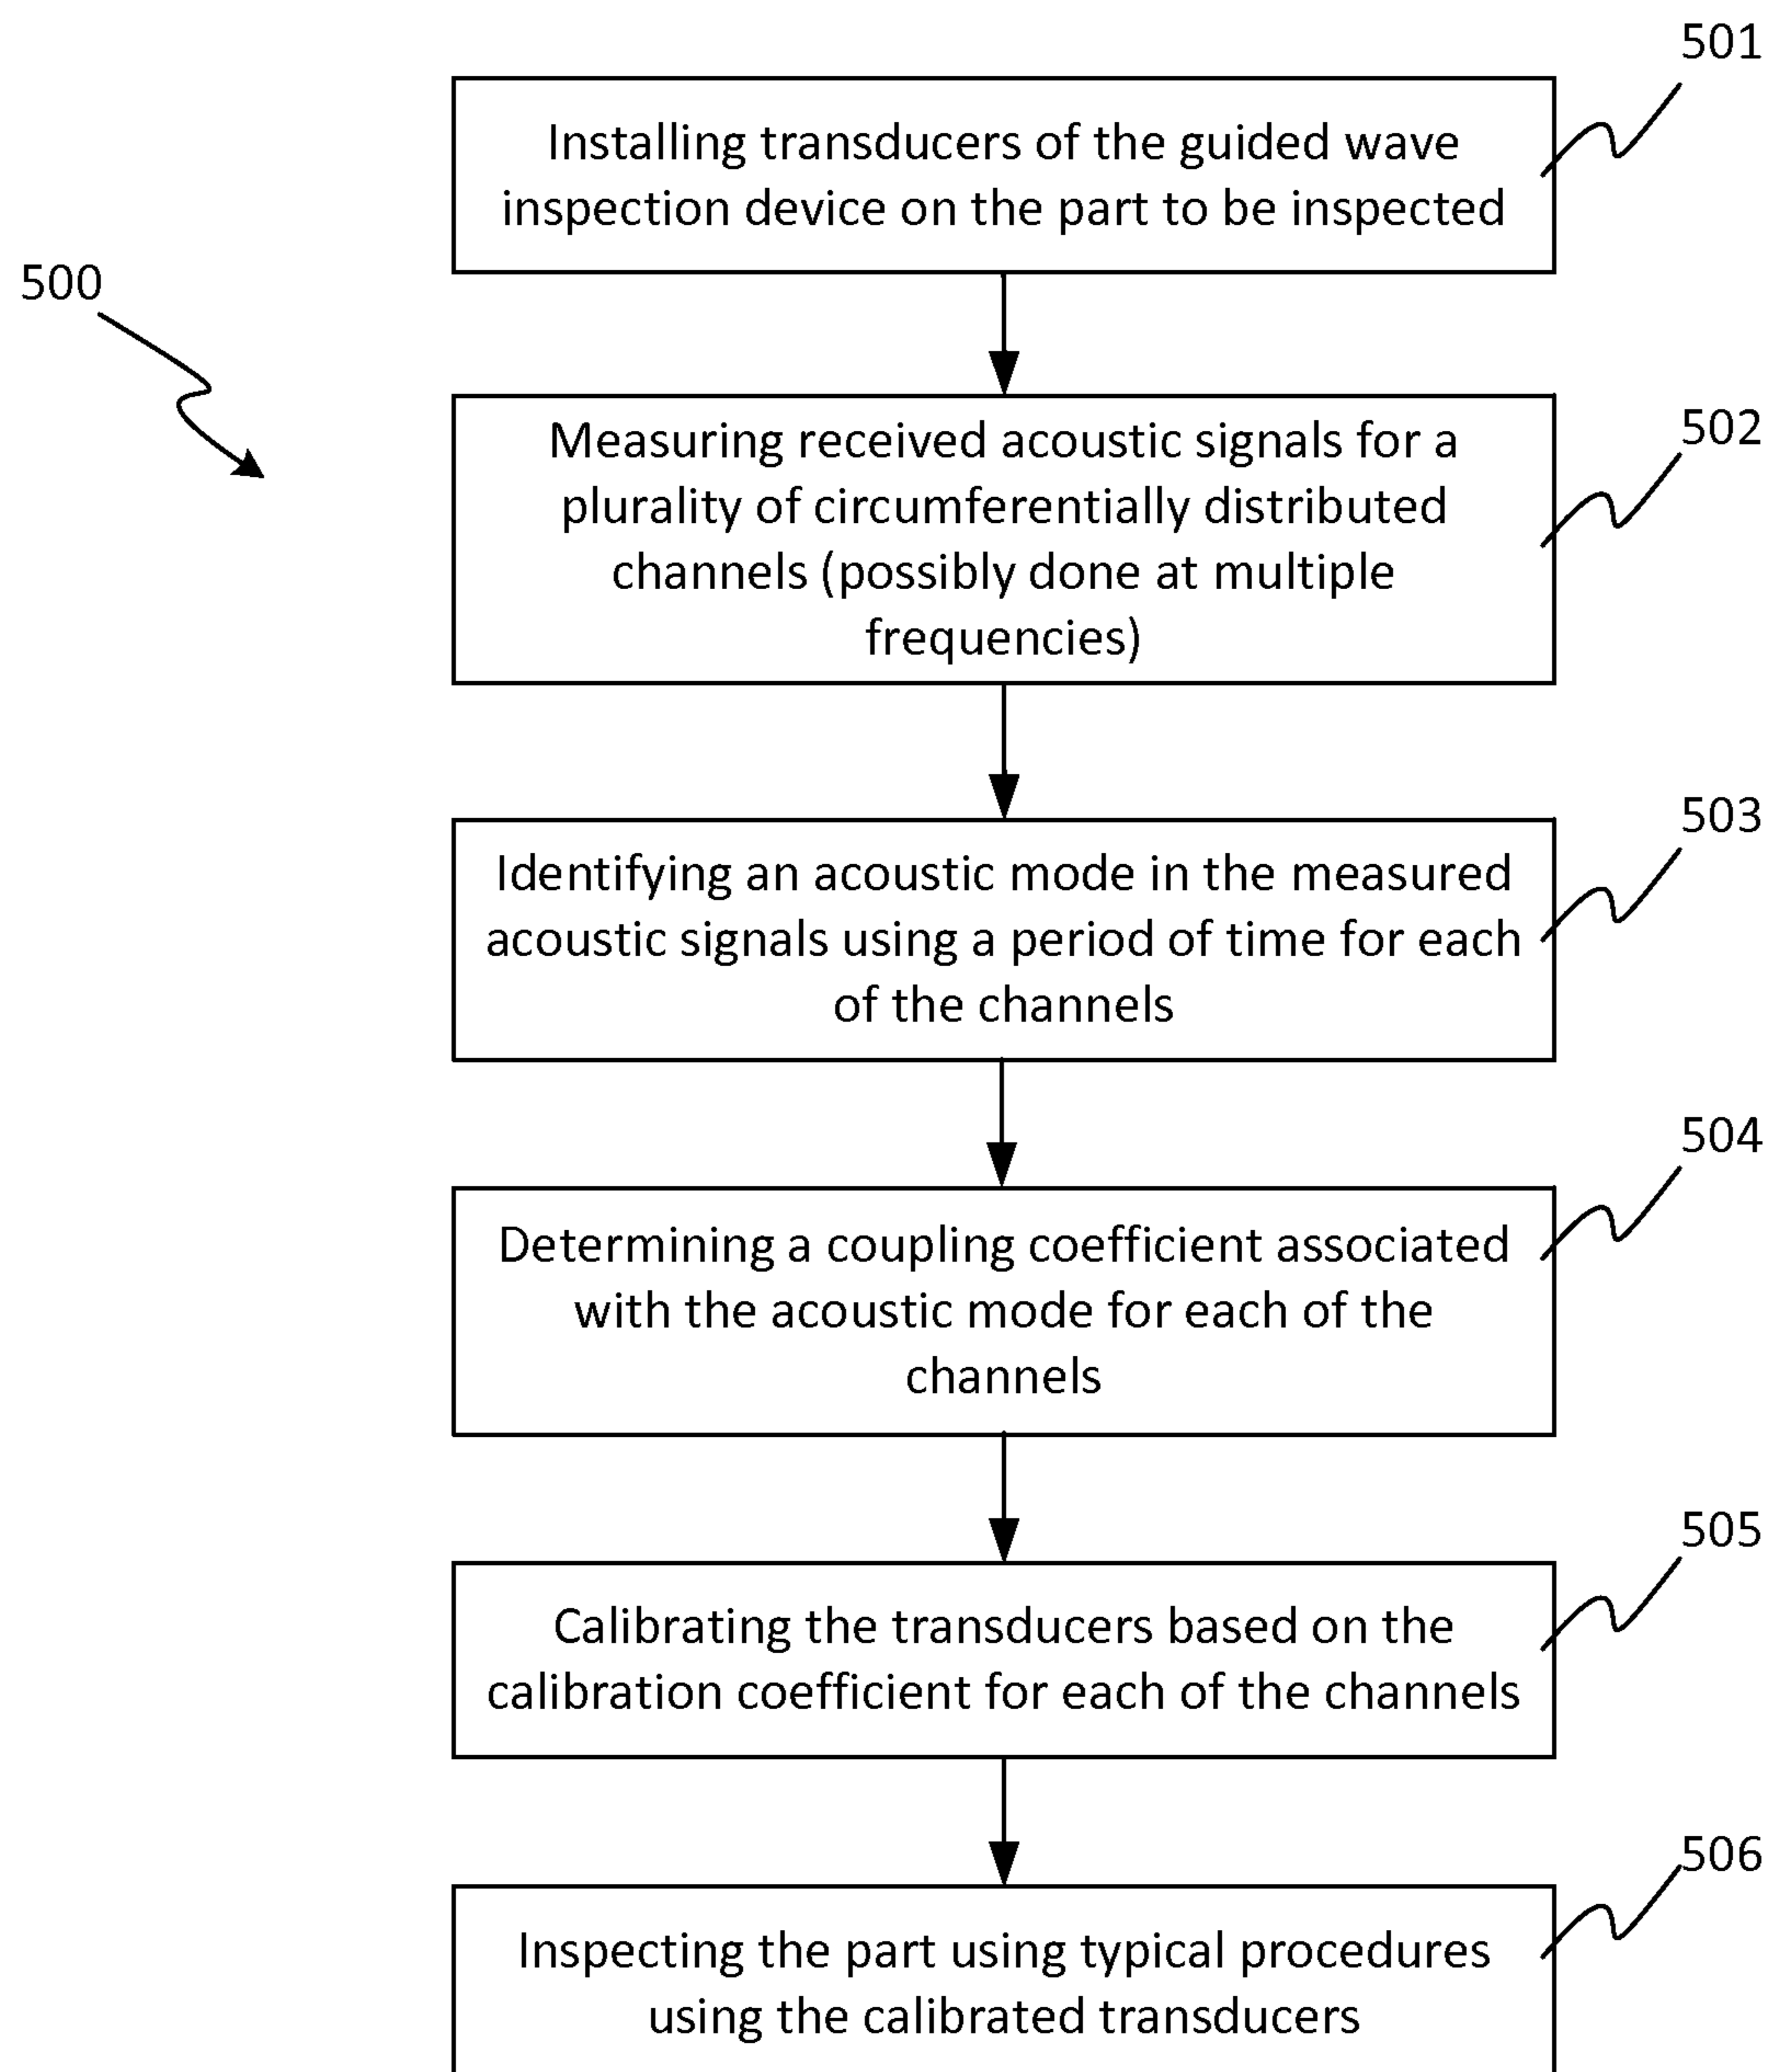 501
Installing transducers of the guided wave
inspection device on the part to be inspected
500
502
Measuring received acoustic signals for a
plurality of circumferentially distributed
channels (possibly done at multiple
frequencies)
503
Identifying an acoustic mode in the measured
acoustic signals using a period of time for each
of the channels
504
Determining a coupling coefficient associated
with the acoustic mode for each of the
channels
505
Calibrating the transducers based on the
calibration coefficient for each of the channels
506
Inspecting the part using typical procedures
using the calibrated transducers